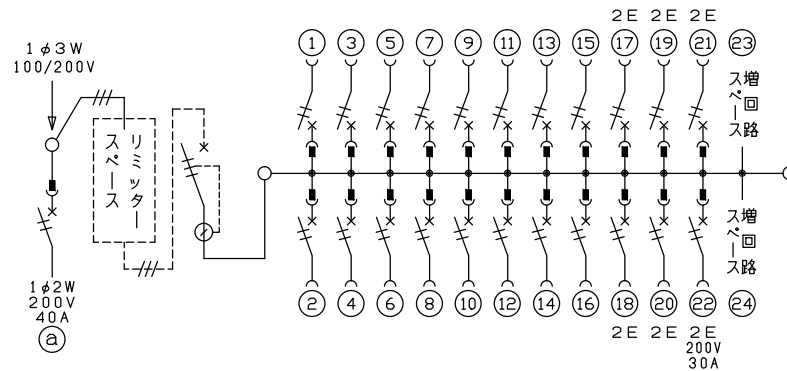 2E 2E 2E
1 3 5 7 9 11 13 15 17 19 21 23
1φ3W
100/200V
増回路
スペース
リミッター
スペース
増回路
スペース
1φ2W
200V
40A
a
2 4 6 8 10 12 14 16 18 20 22 24
2E 2E 2E
200V
30A